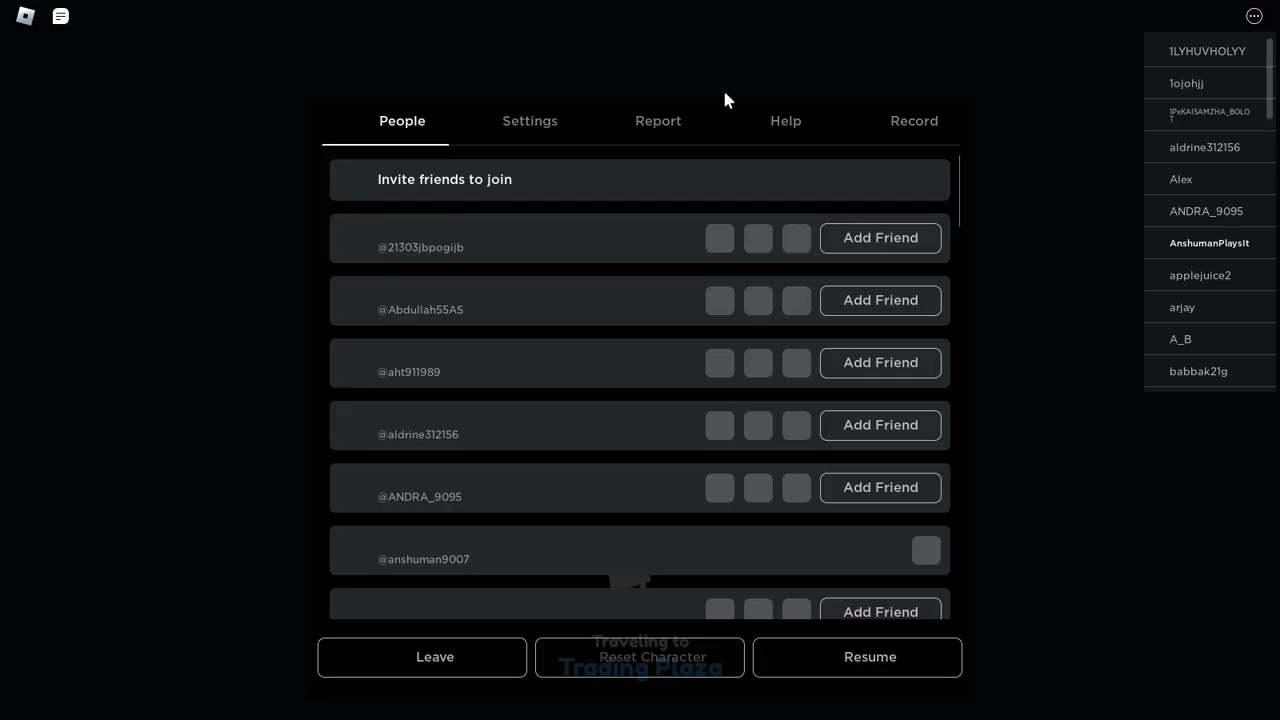 People
Settings
Report
Help
Record
Invite friends to join
@21303jbpogijb
Add Friend
@Abdullah55AS
Add Friend
@aht911989
Add Friend
@aldrine312156
Add Friend
@ANDRA_9095
Add Friend
@anshuman9007
Add Friend
Traveling to
Trading Plaza
Leave
Reset Character
Resume
1LYHUVHOLYY
1ojohjj
1PxKAISAMZHA_BOLO
T
aldrine312156
Alex
ANDRA_9095
AnshumanPlaysIt
applejuice2
arjay
A_B
babbak21g